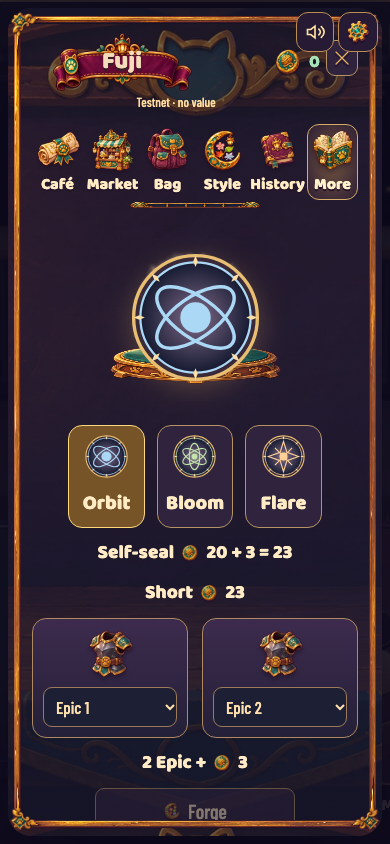 Fuji
0
Testnet · no value
Café Market Bag Style History More
Orbit Bloom Flare
Self-seal 20 + 3 = 23
Short 23
Epic 1 Epic 2
2 Epic + 3
Forge